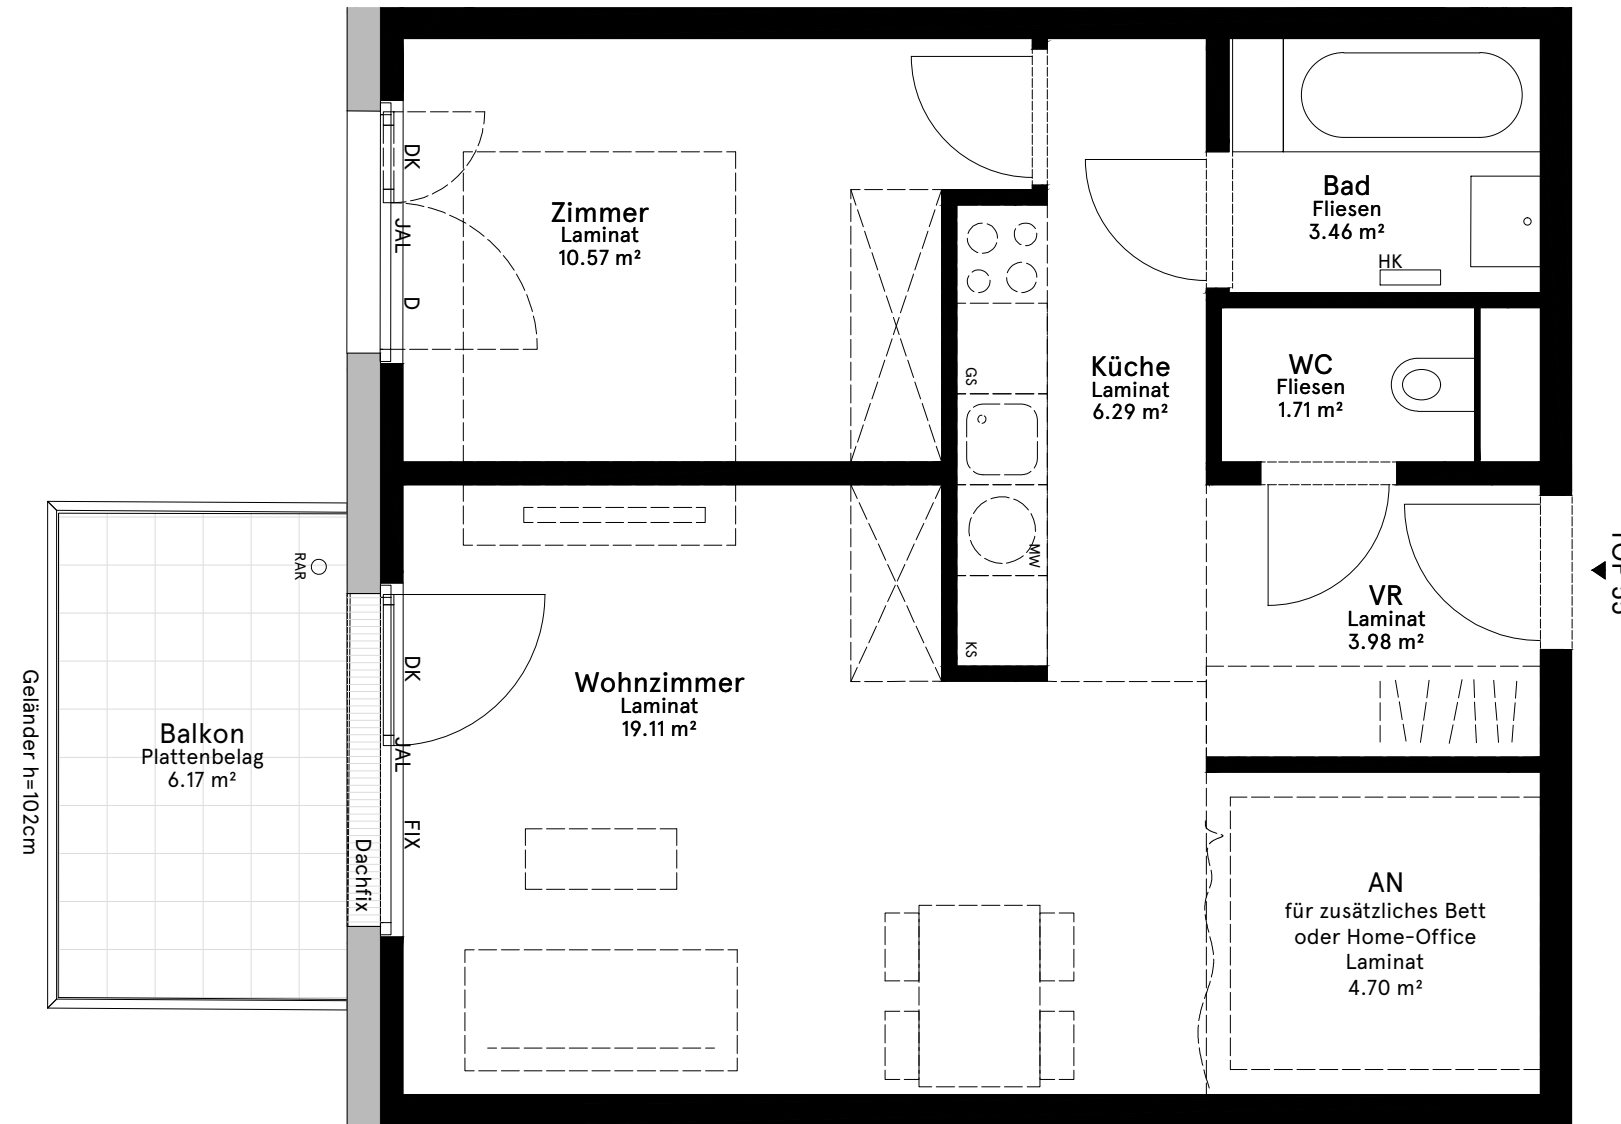 DK
JAL
D
Zimmer
Laminat
10.57 m²
Bad
Fliesen
3.46 m²
HK
GS
Küche
Laminat
6.29 m²
WC
Fliesen
1.71 m²
MW
KS
VR
Laminat
3.98 m²
RAR
Geländer h=102cm
Balkon
Plattenbelag
6.17 m²
DK
JAL
FIX
Dachfix
Wohnzimmer
Laminat
19.11 m²
AN
für zusätzliches Bett
oder Home-Office
Laminat
4.70 m²